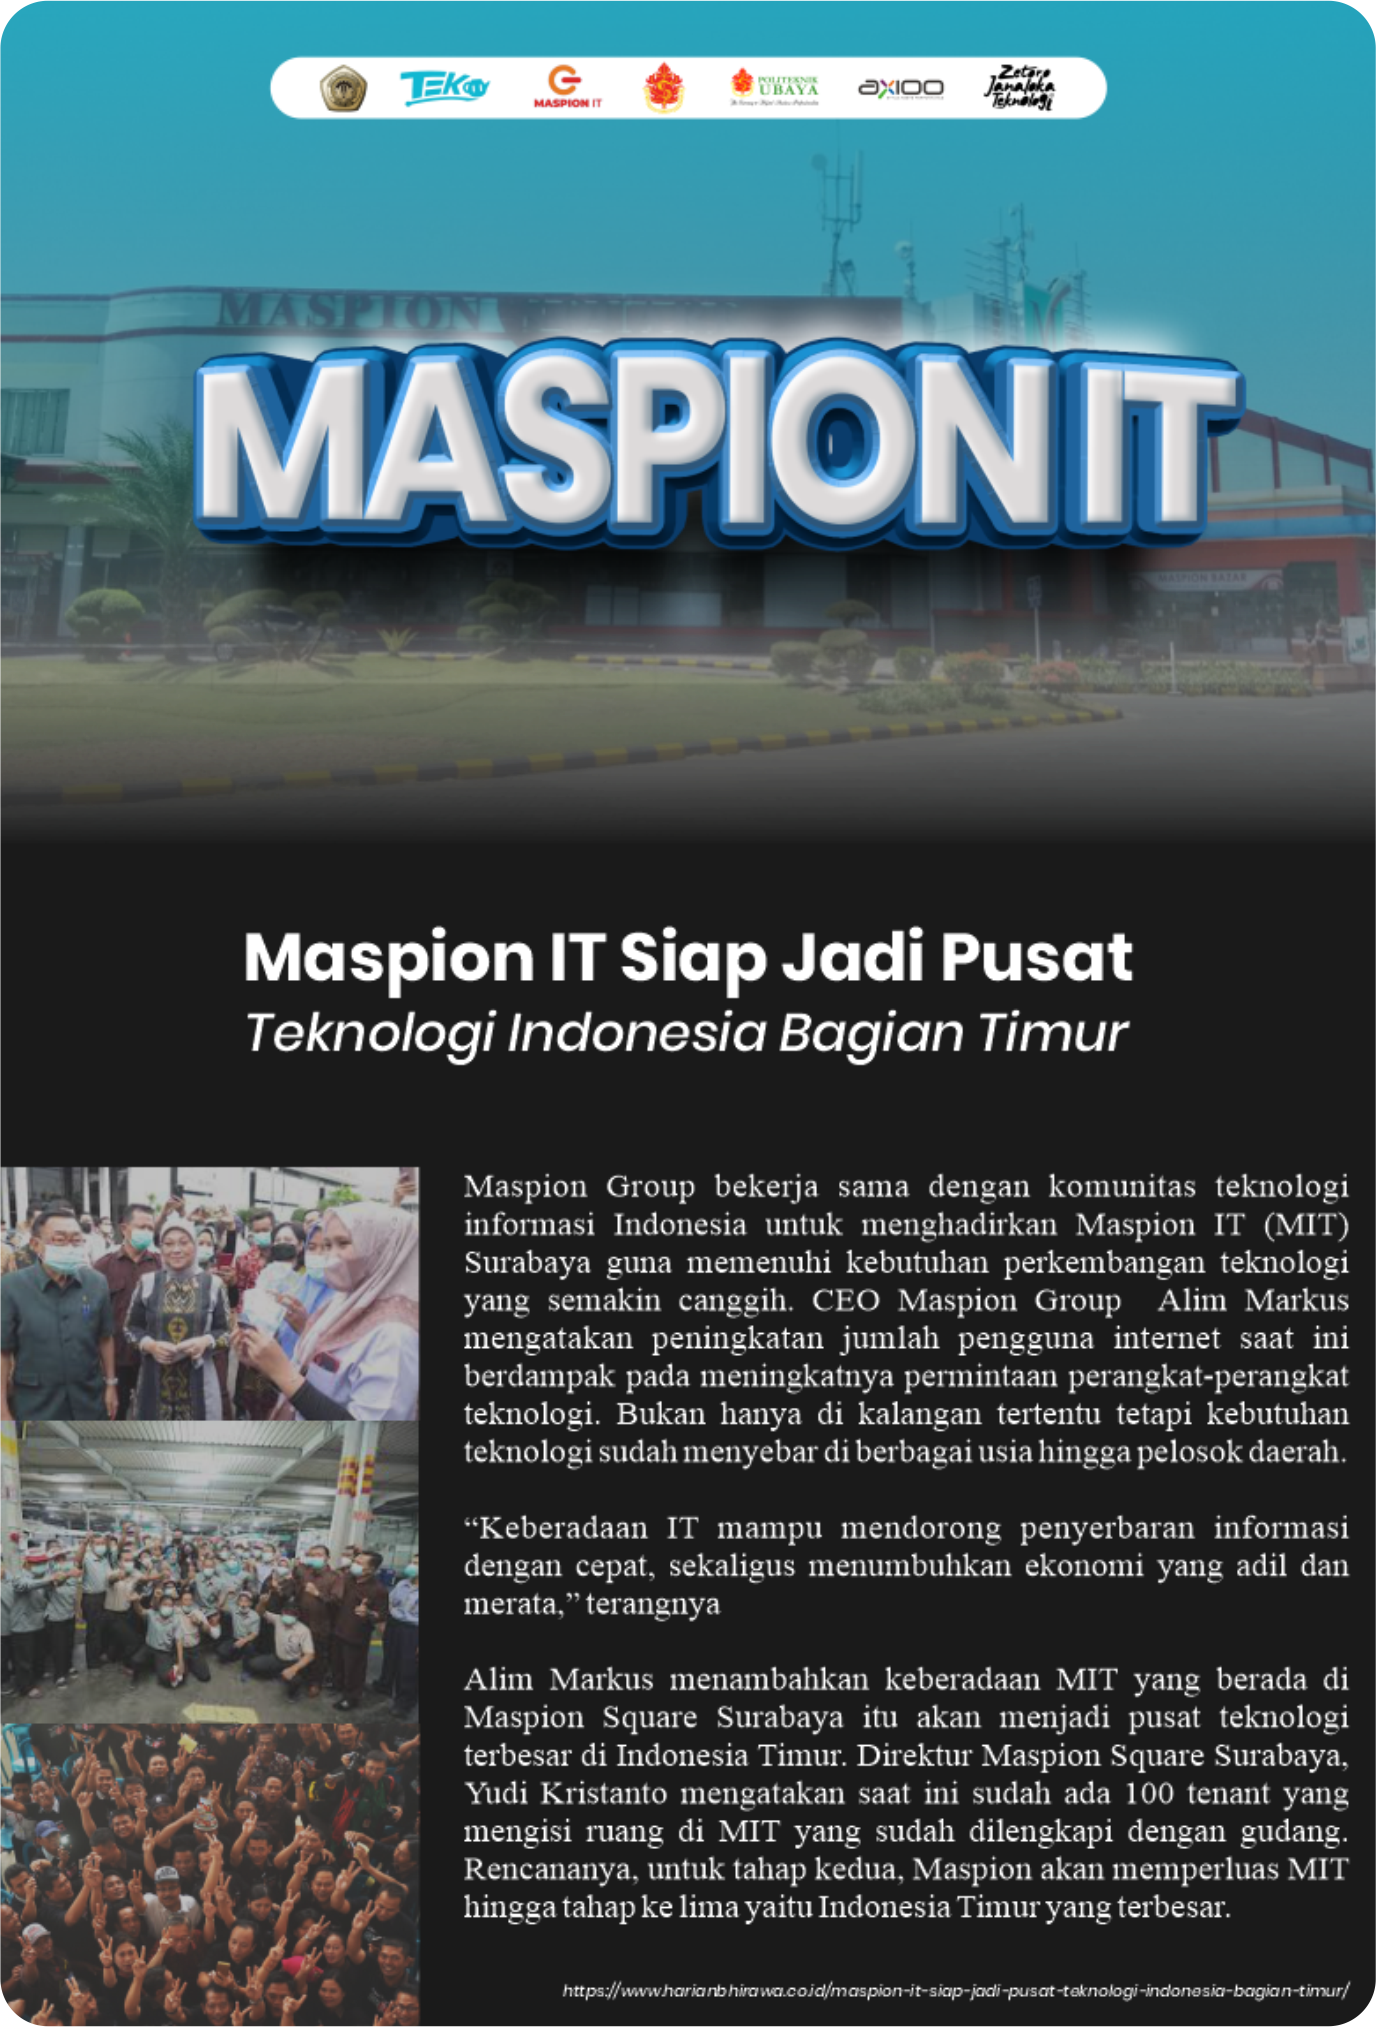 TEKO
MASPION IT
POLITEKNIK
UBAYA
AXIOO
Zetoro
Janaloka
Teknologi
MASPION
MASPION IT
MASPION BAZAR
Maspion IT Siap Jadi Pusat
Teknologi Indonesia Bagian Timur
Maspion Group bekerja sama dengan komunitas teknologi
informasi Indonesia untuk menghadirkan Maspion IT (MIT)
Surabaya guna memenuhi kebutuhan perkembangan teknologi
yang semakin canggih. CEO Maspion Group Alim Markus
mengatakan peningkatan jumlah pengguna internet saat ini
berdampak pada meningkatnya permintaan perangkat-perangkat
teknologi. Bukan hanya di kalangan tertentu tetapi kebutuhan
teknologi sudah menyebar di berbagai usia hingga pelosok daerah.
“Keberadaan IT mampu mendorong penyerbaran informasi
dengan cepat, sekaligus menumbuhkan ekonomi yang adil dan
merata,” terangnya
Alim Markus menambahkan keberadaan MIT yang berada di
Maspion Square Surabaya itu akan menjadi pusat teknologi
terbesar di Indonesia Timur. Direktur Maspion Square Surabaya,
Yudi Kristanto mengatakan saat ini sudah ada 100 tenant yang
mengisi ruang di MIT yang sudah dilengkapi dengan gudang.
Rencananya, untuk tahap kedua, Maspion akan memperluas MIT
hingga tahap ke lima yaitu Indonesia Timur yang terbesar.
https://www.harianbhirawa.co.id/maspion-it-siap-jadi-pusat-teknologi-indonesia-bagian-timur/